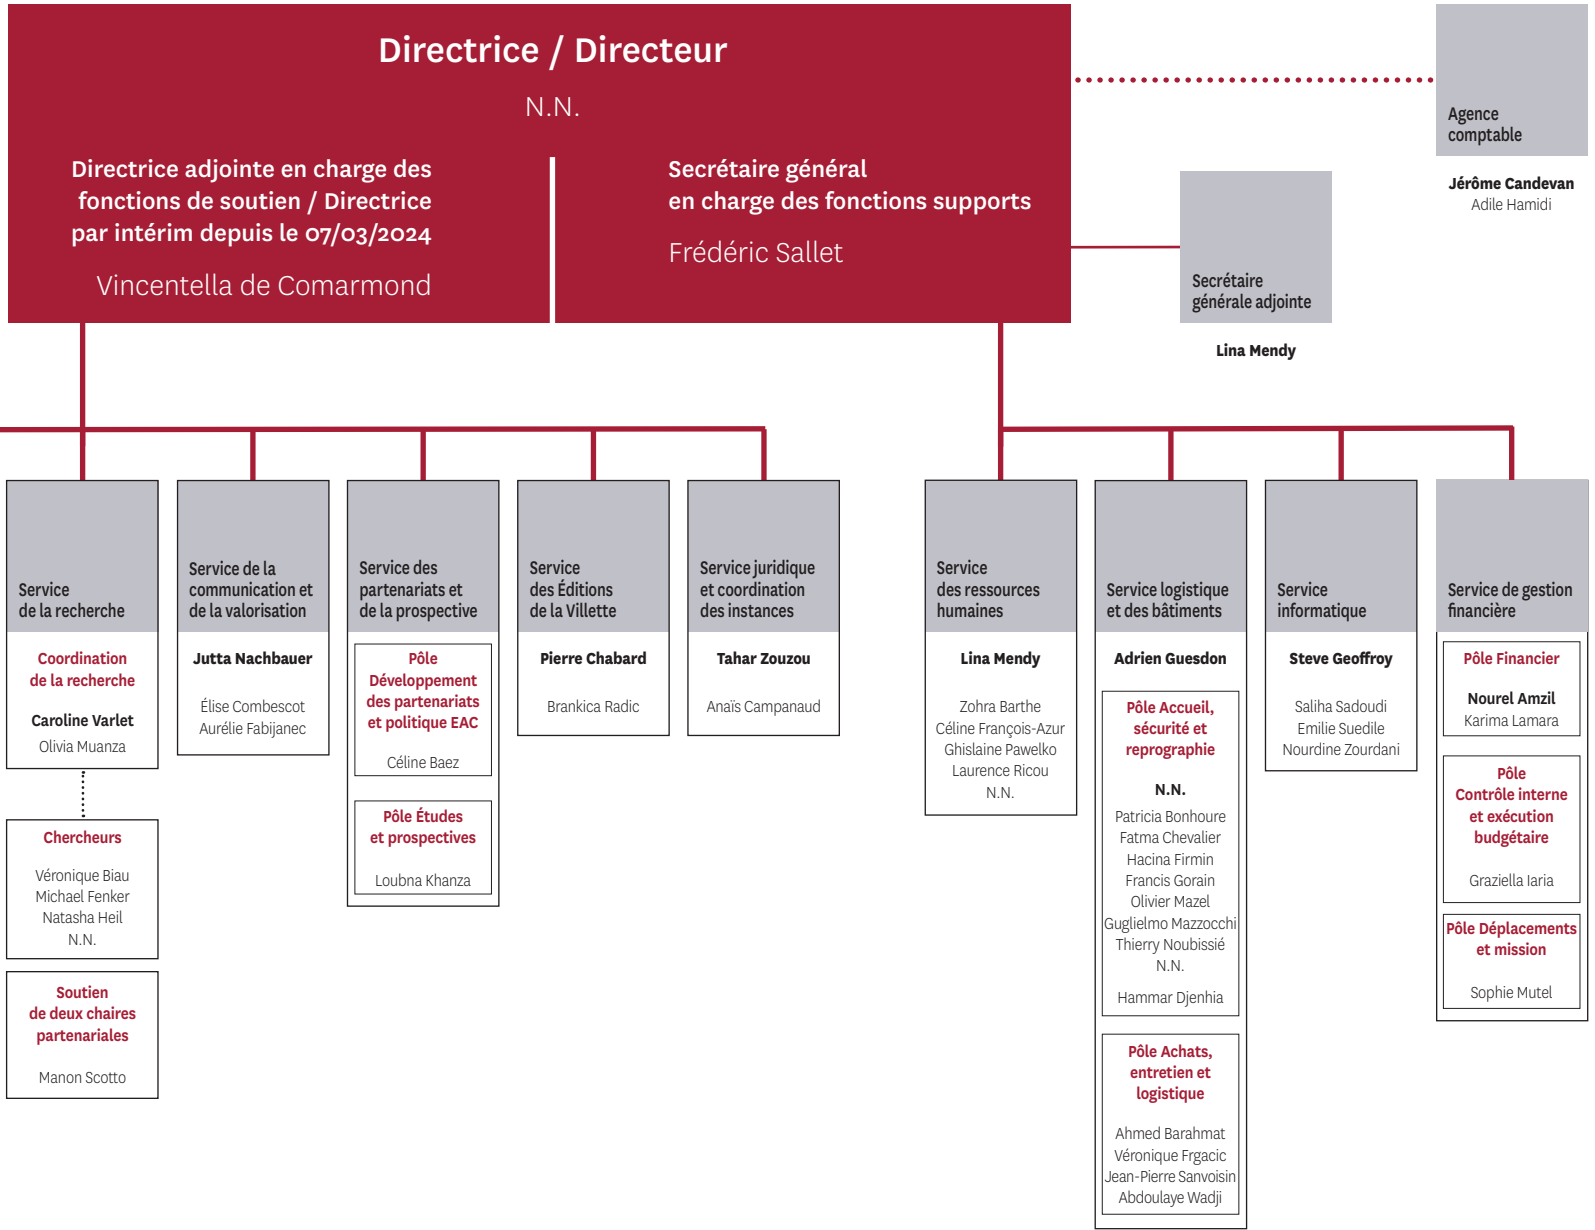 Directrice / Directeur
N.N.
Directrice adjointe en charge des
fonctions de soutien / Directrice
par intérim depuis le 07/03/2024
Vincentella de Comarmond
Secrétaire général
en charge des fonctions supports
Frédéric Sallet
Agence
comptable
Jérôme Candevan
Adile Hamidi
Secrétaire
générale adjointe
Lina Mendy
Service
de la recherche
Coordination
de la recherche
Caroline Varlet
Olivia Muanza
Chercheurs
Véronique Biau
Michael Fenker
Natasha Heil
N.N.
Soutien
de deux chaires
partenariales
Manon Scotto
Service de la
communication et
de la valorisation
Jutta Nachbauer
Élise Combescot
Aurélie Fabijanec
Service des
partenariats et
de la prospective
Pôle
Développement
des partenariats
et politique EAC
Céline Baez
Pôle Études
et prospectives
Loubna Khanza
Service
des Éditions
de la Villette
Pierre Chabard
Brankica Radic
Service juridique
et coordination
des instances
Tahar Zouzou
Anaïs Campanaud
Service
des ressources
humaines
Lina Mendy
Zohra Barthe
Céline François-Azur
Ghislaine Pawelko
Laurence Ricou
N.N.
Service logistique
et des bâtiments
Adrien Guesdon
Pôle Accueil,
sécurité et
reprographie
N.N.
Patricia Bonhoure
Fatma Chevalier
Hacina Firmin
Francis Gorain
Olivier Mazel
Guglielmo Mazzocchi
Thierry Noubissié
N.N.
Hammar Djenhia
Pôle Achats,
entretien et
logistique
Ahmed Barahmat
Véronique Frgacic
Jean-Pierre Sanvoisin
Abdoulaye Wadji
Service
informatique
Steve Geoffroy
Saliha Sadoudi
Emilie Suedile
Nourdine Zourdani
Service de gestion
financière
Pôle Financier
Nourel Amzil
Karima Lamara
Pôle
Contrôle interne
et exécution
budgétaire
Graziella Iaria
Pôle Déplacements
et mission
Sophie Mutel